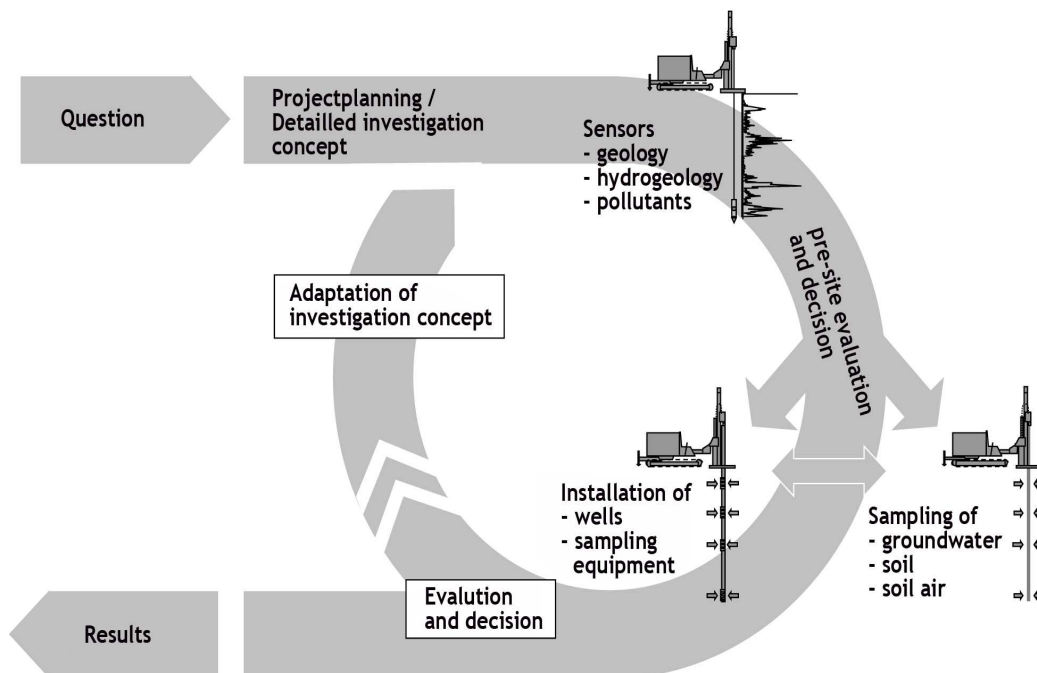 Question
Projectplanning /
Detailled investigation
concept
Sensors
- geology
- hydrogeology
- pollutants
pre-site evaluation
and decision
Adaptation of
investigation concept
Installation of
- wells
- sampling
equipment
Sampling of
- groundwater
- soil
- soil air
Evalution
and decision
Results